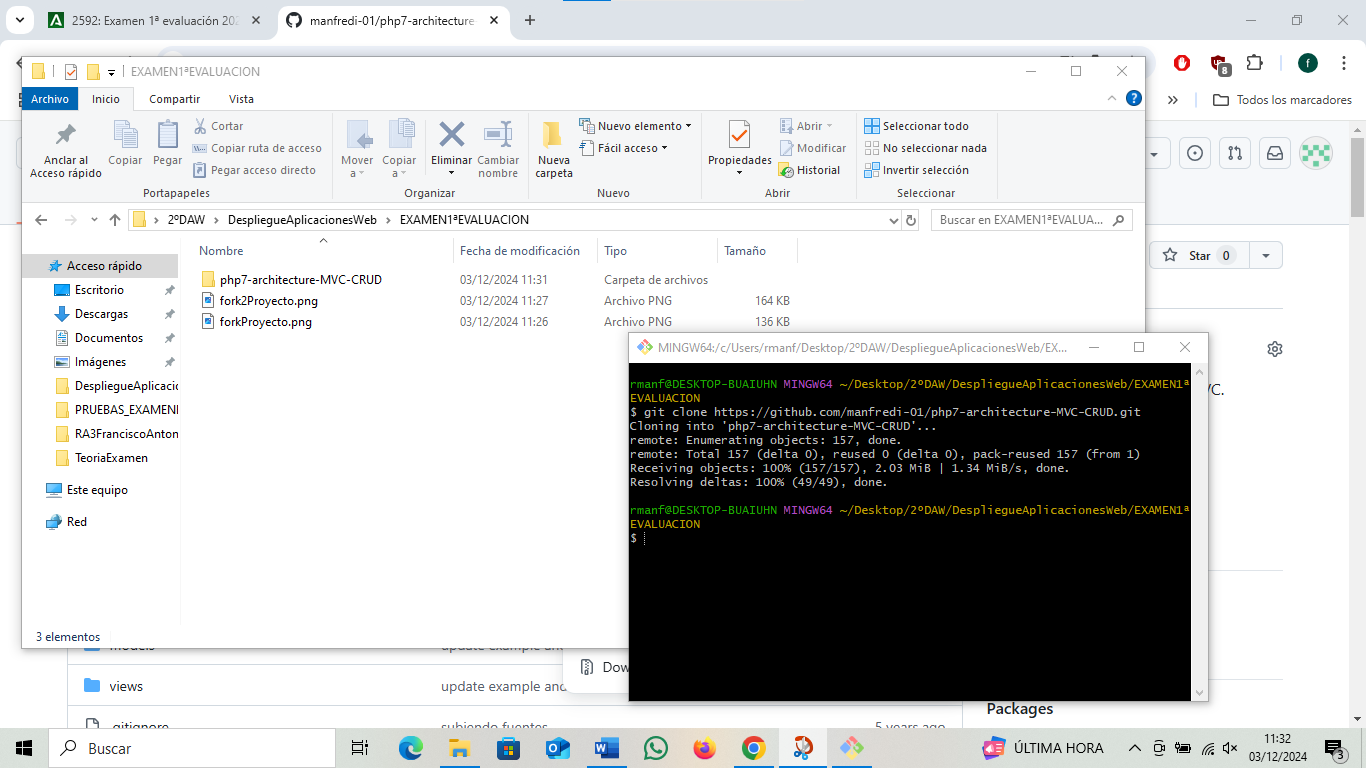 2592: Examen 1ª evaluación 202
manfredi-01/php7-architecture-
EXAMEN1ªEVALUACION
8
f
Archivo Inicio Compartir Vista
Todos los marcadores
Anclar al Acceso rápido
Copiar
Pegar
Cortar
Copiar ruta de acceso
Pegar acceso directo
Portapapeles
Mover a
Copiar a
Eliminar
Cambiar nombre
Organizar
Nueva carpeta
Nuevo elemento
Fácil acceso
Nuevo
Propiedades
Abrir
Modificar
Historial
Abrir
Seleccionar todo
No seleccionar nada
Invertir selección
Seleccionar
2ºDAW > DespliegueAplicacionesWeb > EXAMEN1ªEVALUACION
Buscar en EXAMEN1ªEVALUA...
Nombre Fecha de modificación Tipo Tamaño
php7-architecture-MVC-CRUD 03/12/2024 11:31 Carpeta de archivos
fork2Proyecto.png 03/12/2024 11:27 Archivo PNG 164 KB
forkProyecto.png 03/12/2024 11:26 Archivo PNG 136 KB
Acceso rápido
Escritorio
Descargas
Documentos
Imágenes
DespliegueAplicacio
PRUEBAS_EXAMENE
RA3FranciscoAnton
TeoriaExamen
Este equipo
Red
3 elementos
Star 0
VC.
MINGW64:/c/Users/rmanf/Desktop/2ºDAW/DespliegueAplicacionesWeb/EX...
rmanf@DESKTOP-BUAIUHN MINGW64 ~/Desktop/2ºDAW/DespliegueAplicacionesWeb/EXAMEN1ª
EVALUACION
$ git clone https://github.com/manfredi-01/php7-architecture-MVC-CRUD.git
Cloning into 'php7-architecture-MVC-CRUD'...
remote: Enumerating objects: 157, done.
remote: Total 157 (delta 0), reused 0 (delta 0), pack-reused 157 (from 1)
Receiving objects: 100% (157/157), 2.03 MiB | 1.34 MiB/s, done.
Resolving deltas: 100% (49/49), done.
rmanf@DESKTOP-BUAIUHN MINGW64 ~/Desktop/2ºDAW/DespliegueAplicacionesWeb/EXAMEN1ª
EVALUACION
$
models update example and
Dow
views update example and
.gitignore subiendo fuentes 5 years ago
Packages
Buscar
ÚLTIMA HORA
11:32
03/12/2024
3